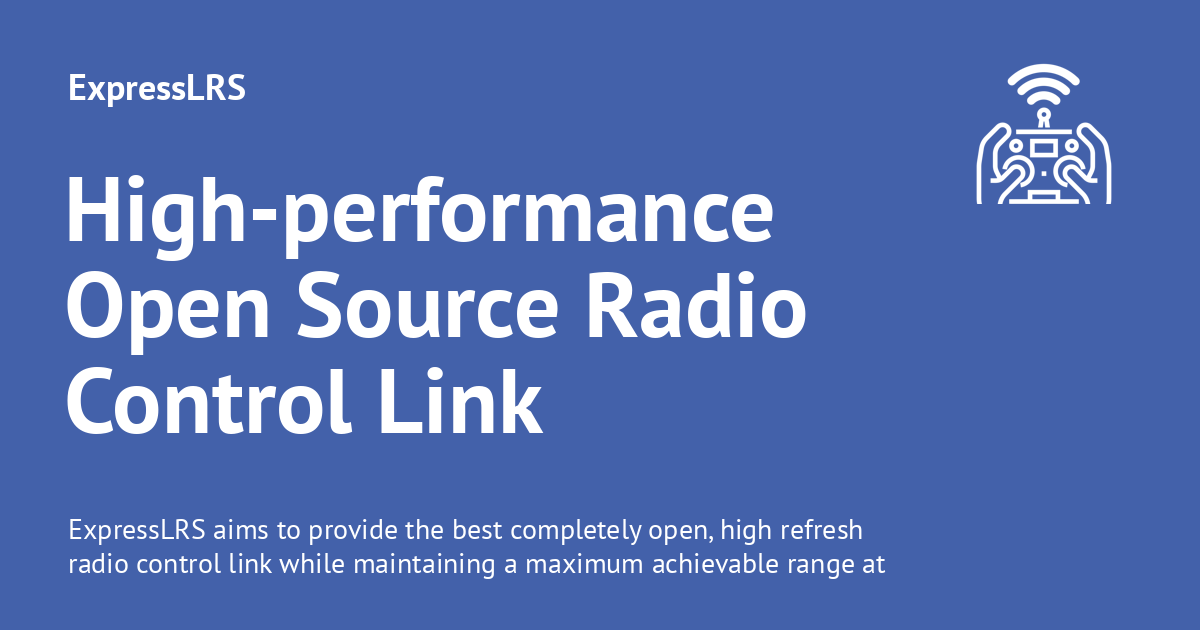 ExpressLRS
High-performance
Open Source Radio
Control Link
ExpressLRS aims to provide the best completely open, high refresh
radio control link while maintaining a maximum achievable range at